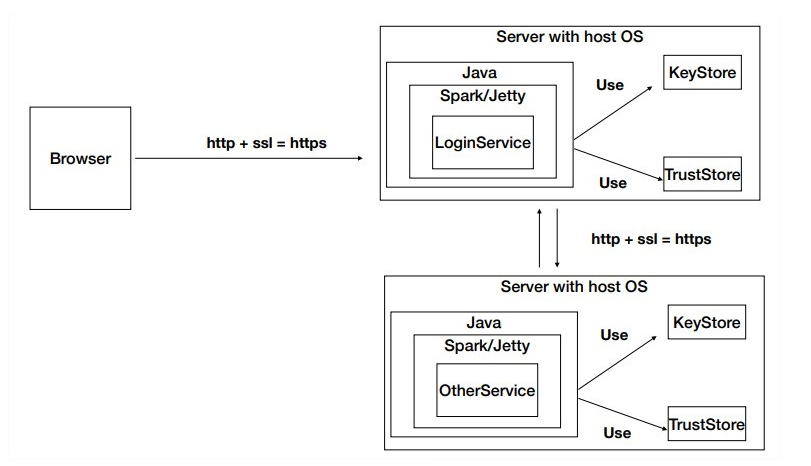 Server with host OS
Java
Spark/Jetty
LoginService
Use
KeyStore
Use
TrustStore
Browser
http + ssl = https
http + ssl = https
Server with host OS
Java
Spark/Jetty
OtherService
Use
KeyStore
Use
TrustStore